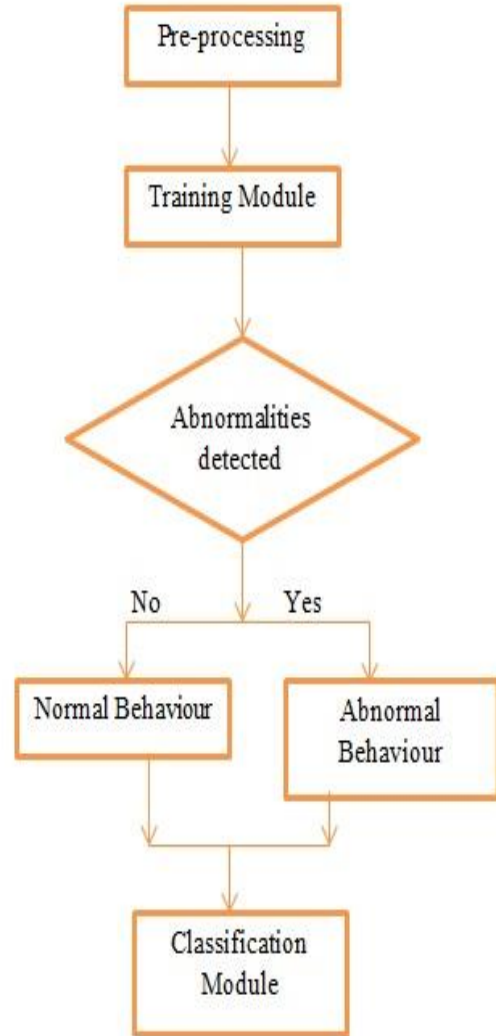 Pre-processing
Training Module
Abnormalities
detected
No
Yes
Normal Behaviour
Abnormal
Behaviour
Classification
Module